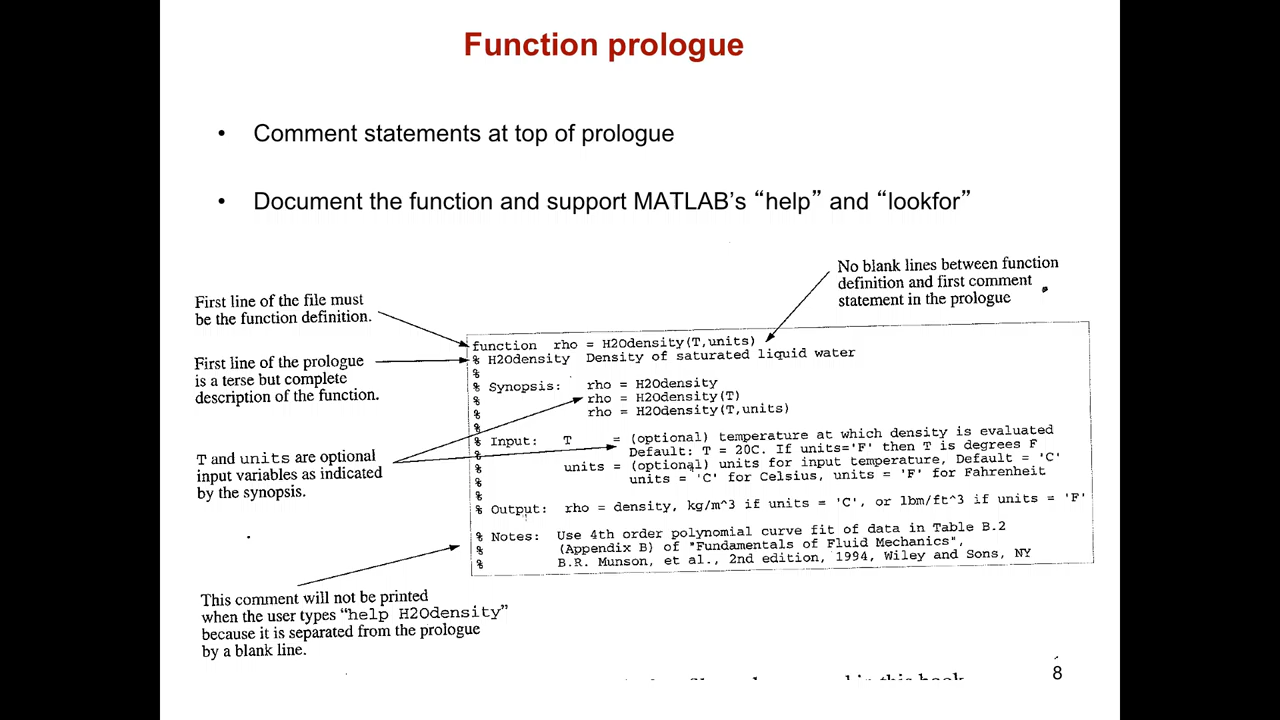 Function prologue
• Comment statements at top of prologue
• Document the function and support MATLAB’s “help” and “lookfor”
No blank lines between function
definition and first comment
statement in the prologue
First line of the file must
be the function definition.
First line of the prologue
is a terse but complete
description of the function.
T and units are optional
input variables as indicated
by the synopsis.
This comment will not be printed
when the user types “help H2Odensity”
because it is separated from the prologue
by a blank line.
function rho = H2Odensity(T,units)
% H2Odensity Density of saturated liquid water
%
% Synopsis: rho = H2Odensity
% rho = H2Odensity(T)
% rho = H2Odensity(T,units)
%
% Input: T = (optional) temperature at which density is evaluated
% Default: T = 20C. If units='F' then T is degrees F
% units = (optional) units for input temperature, Default = 'C'
% units = 'C' for Celsius, units = 'F' for Fahrenheit
%
% Output: rho = density, kg/m^3 if units = 'C', or lbm/ft^3 if units = 'F'
% Notes: Use 4th order polynomial curve fit of data in Table B.2
% (Appendix B) of "Fundamentals of Fluid Mechanics",
% B.R. Munson, et al., 2nd edition, 1994, Wiley and Sons, NY
in this book
8